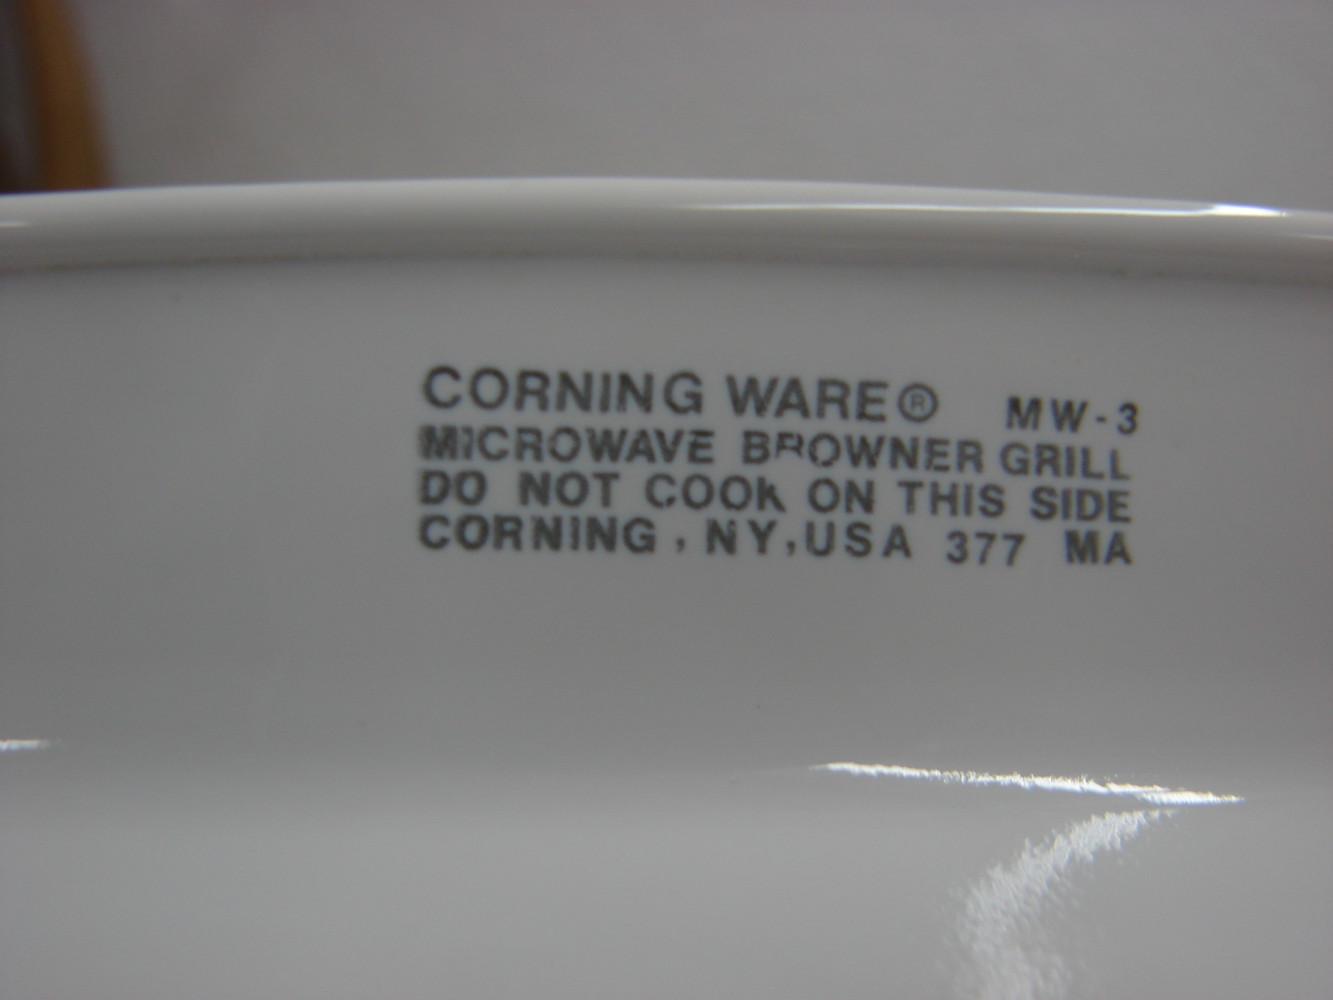 CORNING WARE® MW-3
MICROWAVE BROWNER GRILL
DO NOT COOK ON THIS SIDE
CORNING, NY, USA 377 MA